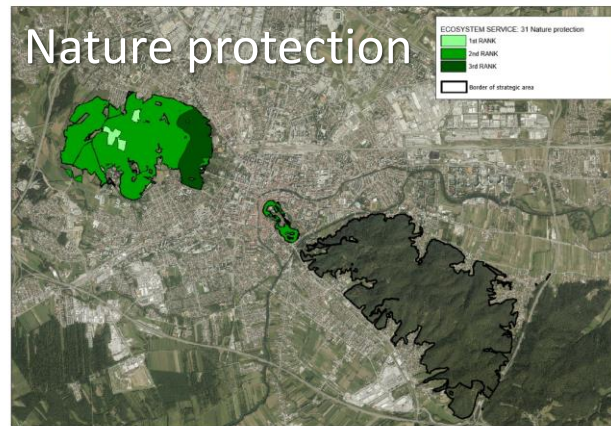 Nature protection
ECOSYSTEM SERVICE: 31 Nature protection
1st RANK
2nd RANK
3rd RANK
Border of strategic area